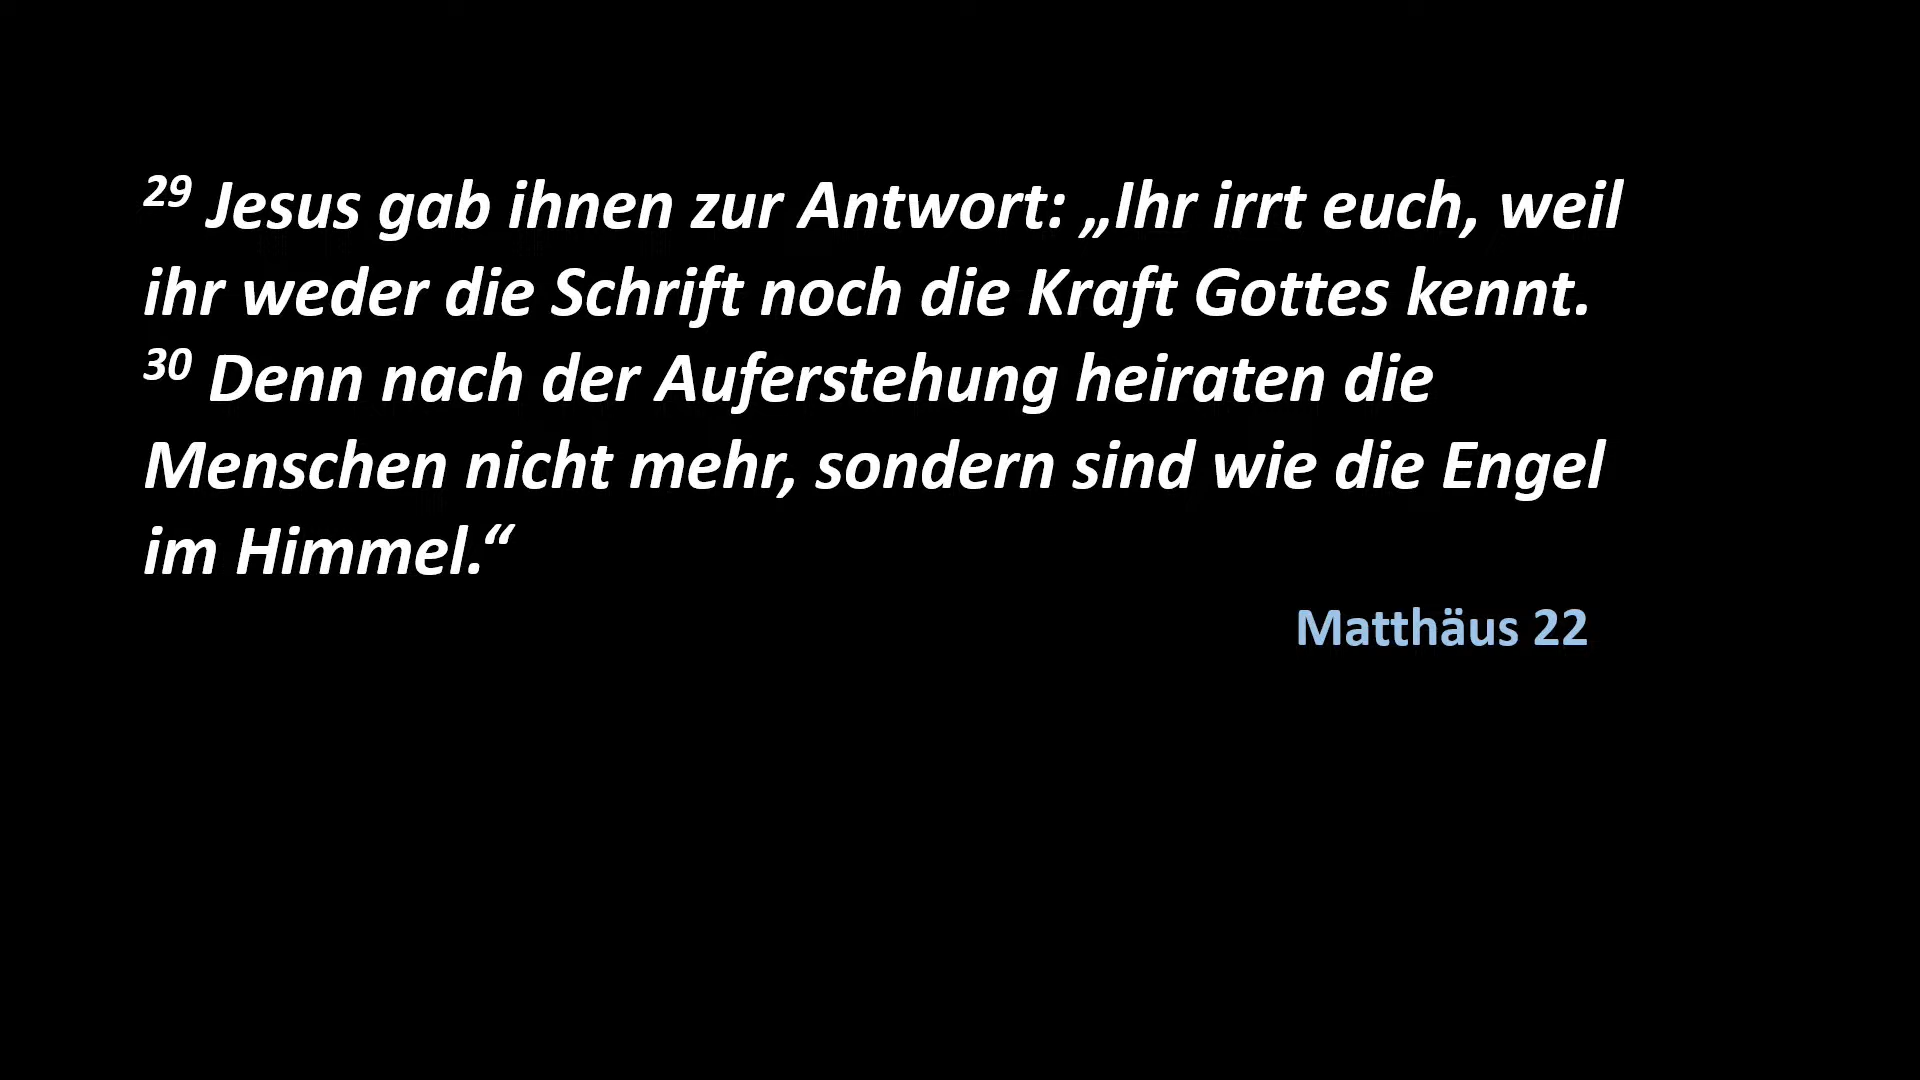 29 Jesus gab ihnen zur Antwort: „Ihr irrt euch, weil
ihr weder die Schrift noch die Kraft Gottes kennt.
30 Denn nach der Auferstehung heiraten die
Menschen nicht mehr, sondern sind wie die Engel
im Himmel.“
Matthäus 22